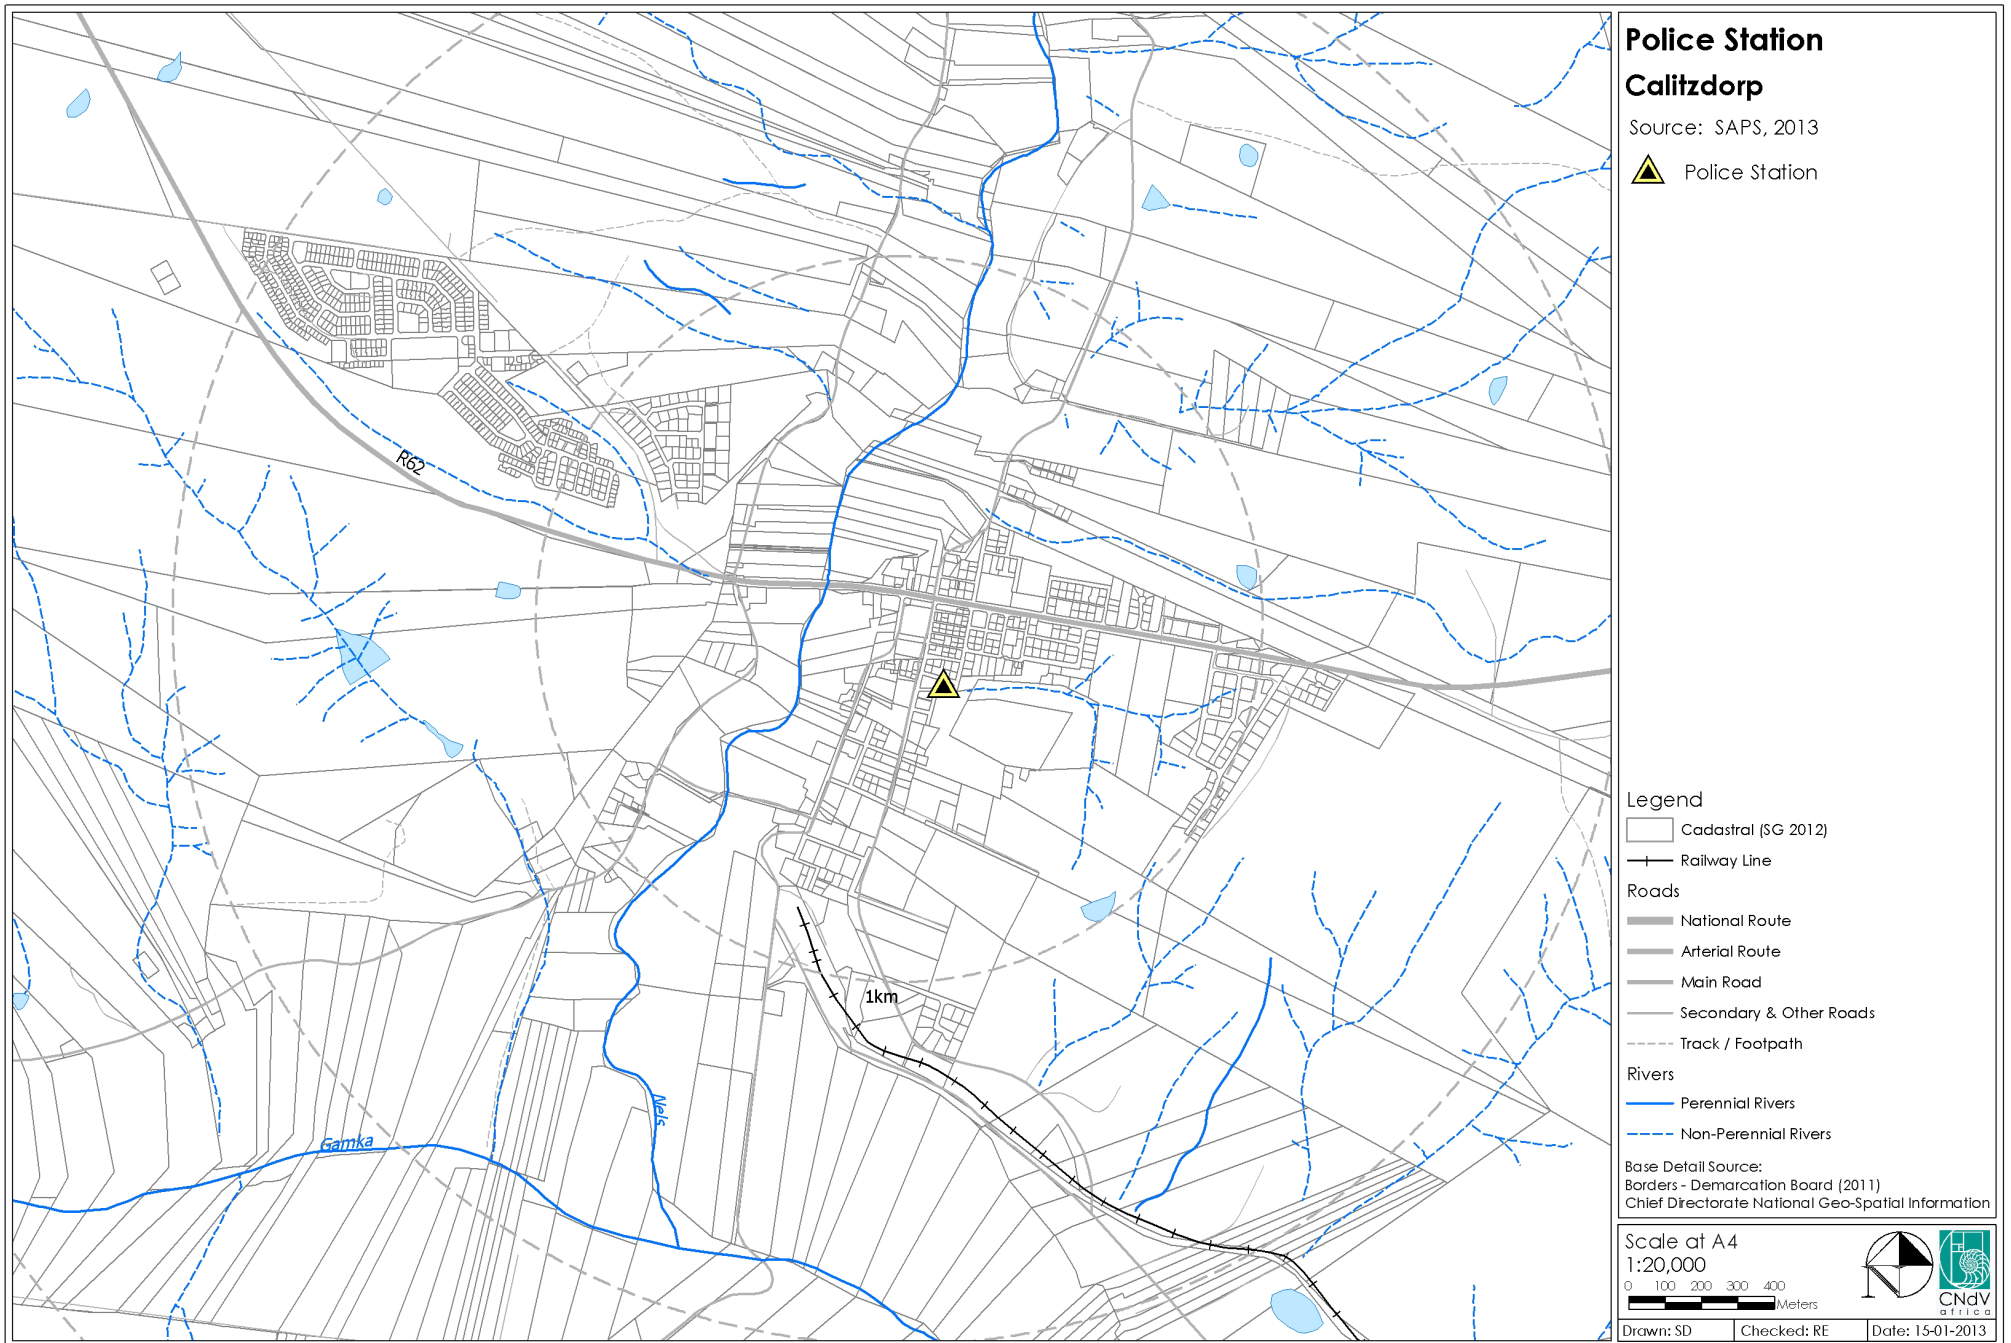 Police Station
Calitzdorp
Source: SAPS, 2013
Police Station
R62
1km
Nels
Gamka
Legend
Cadastral (SG 2012)
Railway Line
Roads
National Route
Arterial Route
Main Road
Secondary & Other Roads
Track / Footpath
Rivers
Perennial Rivers
Non-Perennial Rivers
Base Detail Source:
Borders - Demarcation Board (2011)
Chief Directorate National Geo-Spatial Information
Scale at A4
1:20,000
0 100 200 300 400
Meters
N
CNdV
africa
Drawn: SD
Checked: RE
Date: 15-01-2013